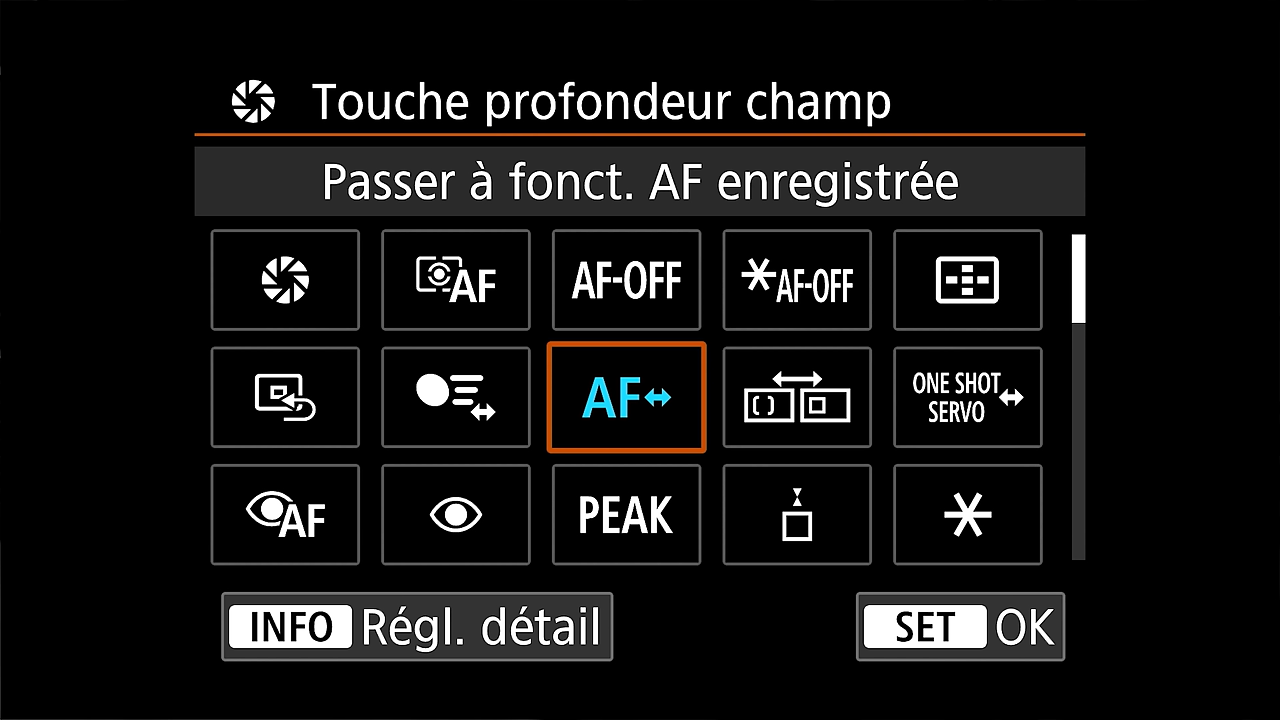 Touche profondeur champ
Passer à fonct. AF enregistrée
AF AF-OFF *AF-OFF
AF ONE SHOT
SERVO
AF PEAK *
INFO Régl. détail SET OK